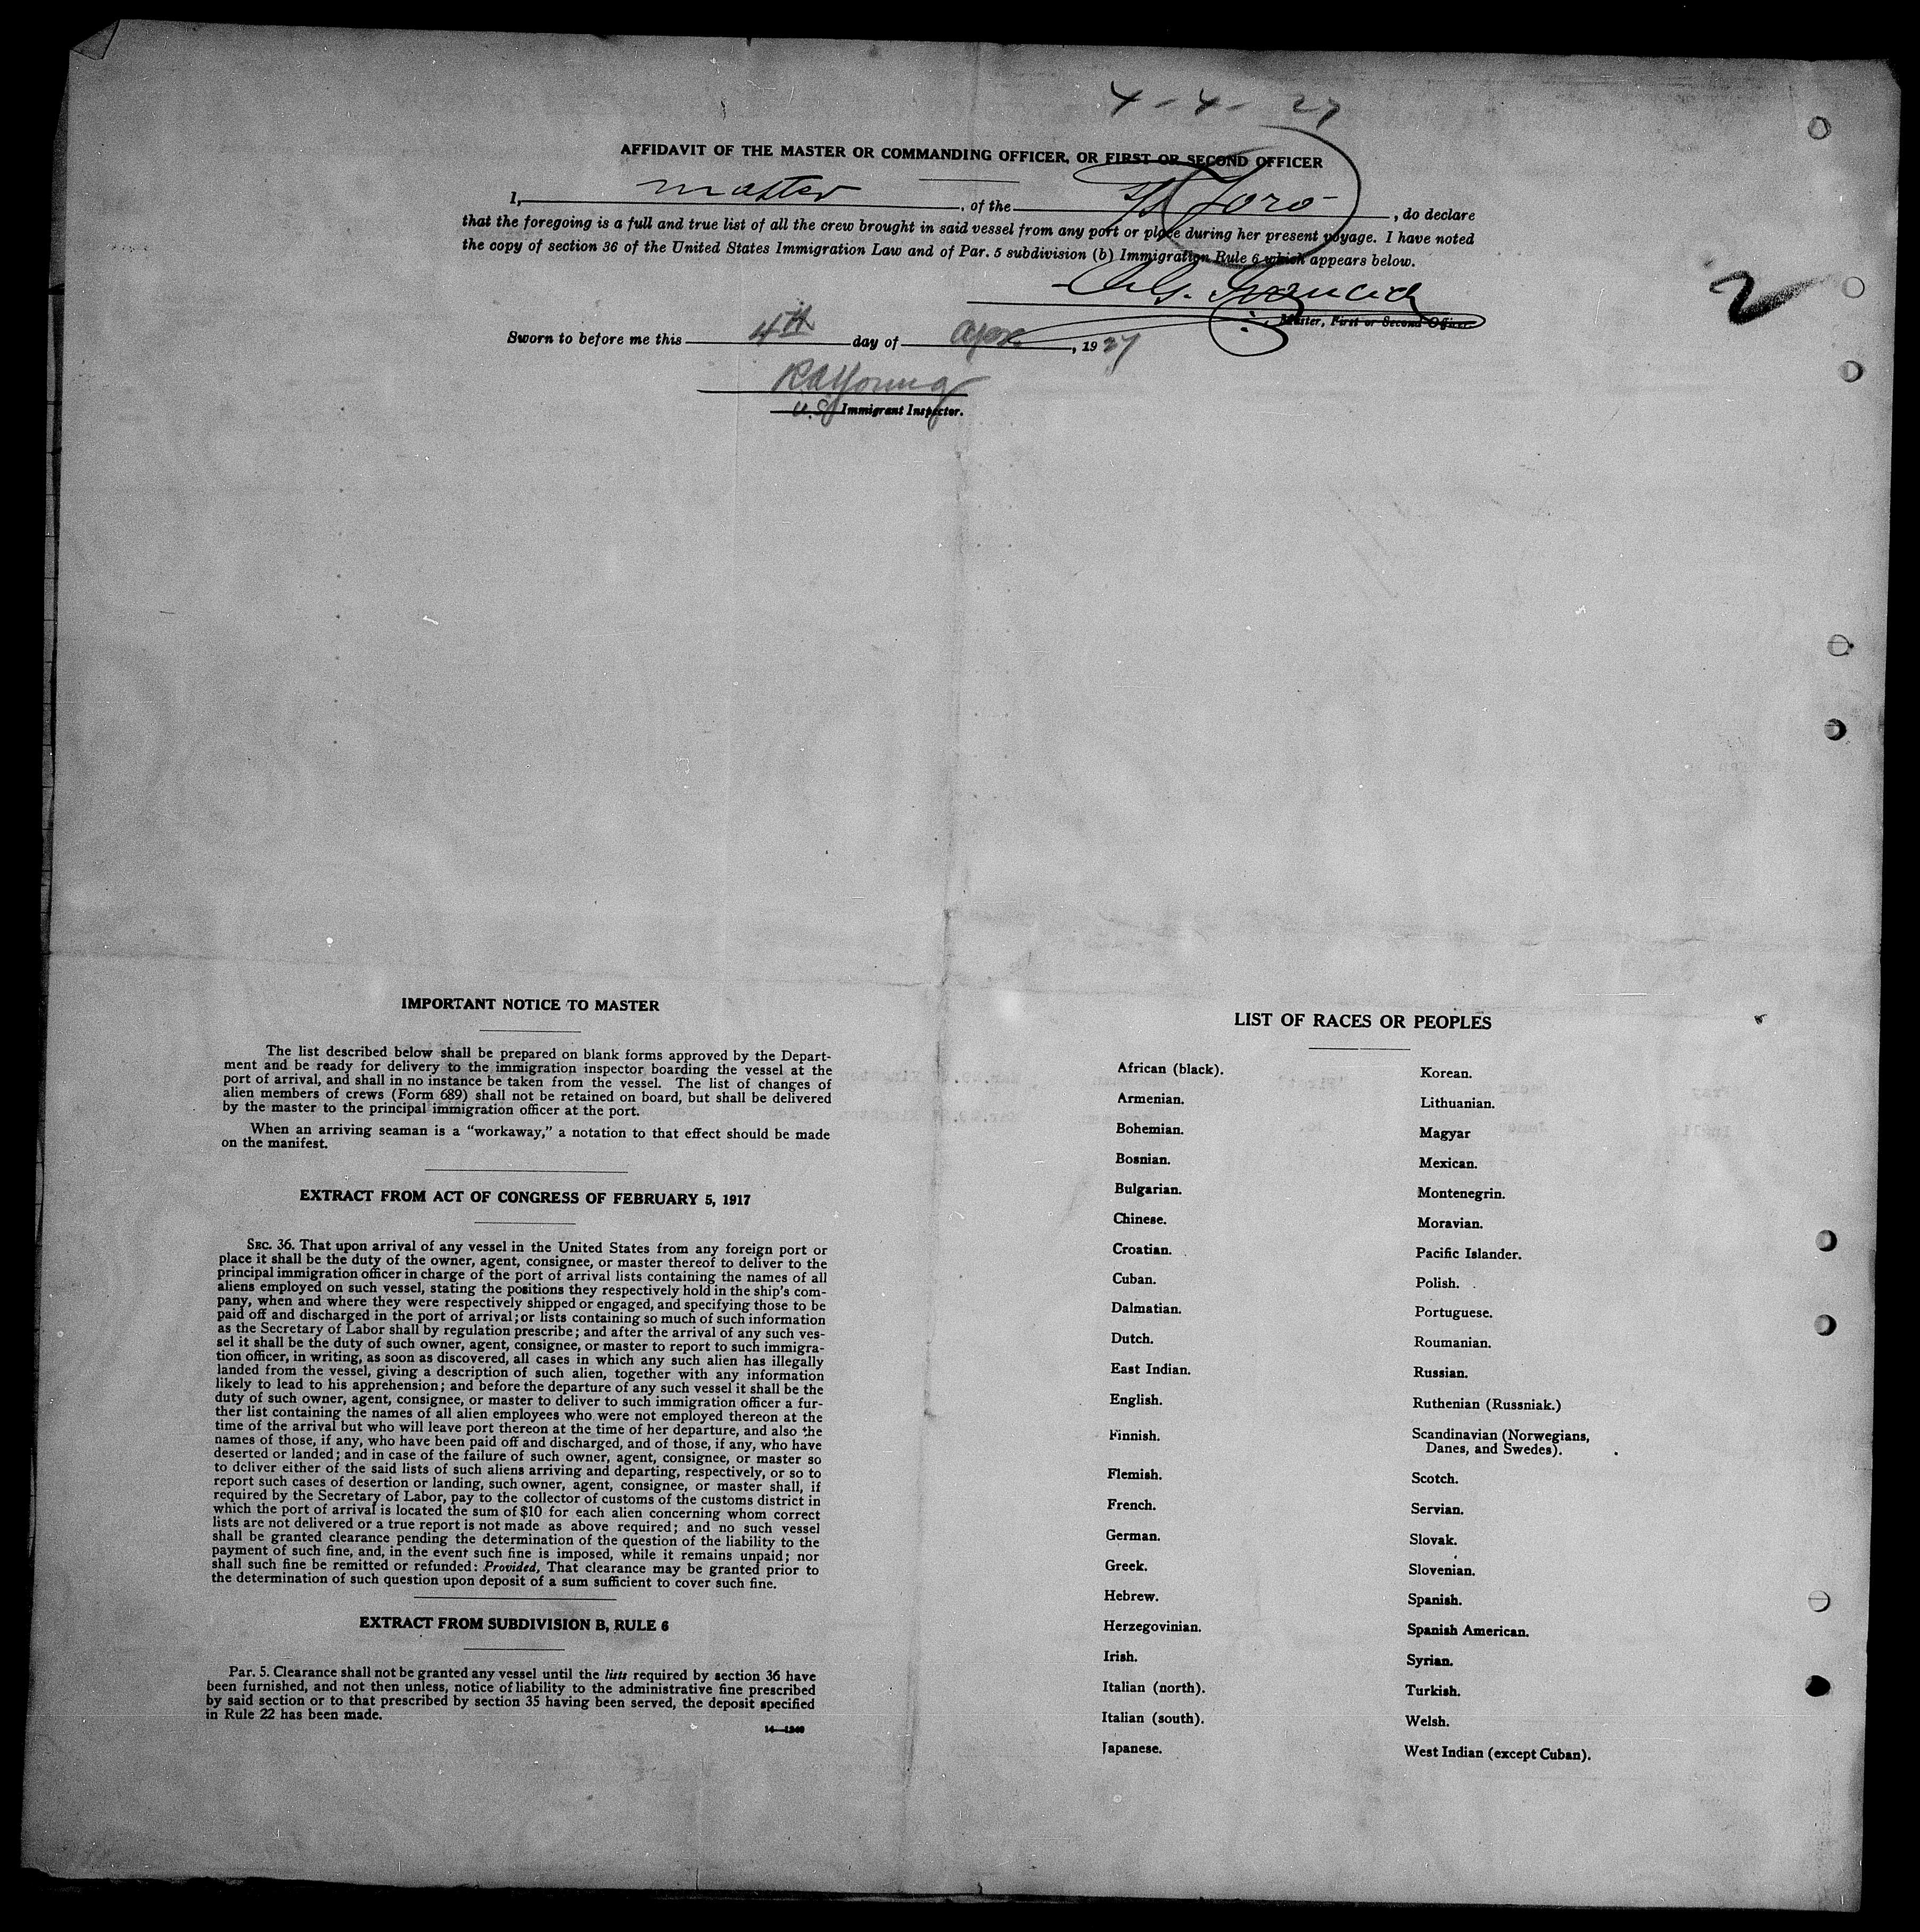 4 - 4 - 27
AFFIDAVIT OF THE MASTER OR COMMANDING OFFICER, OR FIRST OR SECOND OFFICER
I, master, of the Toro, do declare
that the foregoing is a full and true list of all the crew brought in said vessel from any port or place during her present voyage. I have noted
the copy of section 36 of the United States Immigration Law and of Par. 5 subdivision (b) Immigration Rule 6 which appears below.
2
Master, First or Second Officer.
Sworn to before me this 4th day of Apr, 1927
R.A. Young
U.S. Immigrant Inspector.
IMPORTANT NOTICE TO MASTER
The list described below shall be prepared on blank forms approved by the Depart-
ment and be ready for delivery to the immigration inspector boarding the vessel at the
port of arrival, and shall in no instance be taken from the vessel. The list of changes of
alien members of crews (Form 689) shall not be retained on board, but shall be delivered
by the master to the principal immigration officer at the port.
When an arriving seaman is a "workaway," a notation to that effect should be made
on the manifest.
EXTRACT FROM ACT OF CONGRESS OF FEBRUARY 5, 1917
SEC. 36. That upon arrival of any vessel in the United States from any foreign port or
place it shall be the duty of the owner, agent, consignee, or master thereof to deliver to the
principal immigration officer in charge of the port of arrival lists containing the names of all
aliens employed on such vessel, stating the positions they respectively hold in the ship's com-
pany, when and where they were respectively shipped or engaged, and specifying those to be
paid off and discharged in the port of arrival; or lists containing so much of such information
as the Secretary of Labor shall by regulation prescribe; and after the arrival of any such ves-
sel it shall be the duty of such owner, agent, consignee, or master to report to such immigra-
tion officer, in writing, as soon as discovered, all cases in which any such alien has illegally
landed from the vessel, giving a description of such alien, together with any information
likely to lead to his apprehension; and before the departure of any such vessel it shall be the
duty of such owner, agent, consignee, or master to deliver to such immigration officer a fur-
ther list containing the names of all alien employees who were not employed thereon at the
time of the arrival but who will leave port thereon at the time of her departure, and also the
names of those, if any, who have been paid off and discharged, and of those, if any, who have
deserted or landed; and in case of the failure of such owner, agent, consignee, or master so
to deliver either of the said lists of such aliens arriving and departing, respectively, or so to
report such cases of desertion or landing, such owner, agent, consignee, or master shall, if
required by the Secretary of Labor, pay to the collector of customs of the customs district in
which the port of arrival is located the sum of $10 for each alien concerning whom correct
lists are not delivered or a true report is not made as above required; and no such vessel
shall be granted clearance pending the determination of the question of the liability to the
payment of such fine, and, in the event such fine is imposed, while it remains unpaid; nor
shall such fine be remitted or refunded: Provided, That clearance may be granted prior to
the determination of such question upon deposit of a sum sufficient to cover such fine.
EXTRACT FROM SUBDIVISION B, RULE 6
Par. 5. Clearance shall not be granted any vessel until the lists required by section 36 have
been furnished, and not then unless, notice of liability to the administrative fine prescribed
by said section or to that prescribed by section 35 having been served, the deposit specified
in Rule 22 has been made.
14—1240
LIST OF RACES OR PEOPLES
African (black).
Armenian.
Bohemian.
Bosnian.
Bulgarian.
Chinese.
Croatian.
Cuban.
Dalmatian.
Dutch.
East Indian.
English.
Finnish.
Flemish.
French.
German.
Greek.
Hebrew.
Herzegovinian.
Irish.
Italian (north).
Italian (south).
Japanese.
Korean.
Lithuanian.
Magyar
Mexican.
Montenegrin.
Moravian.
Pacific Islander.
Polish.
Portuguese.
Roumanian.
Russian.
Ruthenian (Russniak.)
Scandinavian (Norwegians,
Danes, and Swedes).
Scotch.
Servian.
Slovak.
Slovenian.
Spanish.
Spanish American.
Syrian.
Turkish.
Welsh.
West Indian (except Cuban).